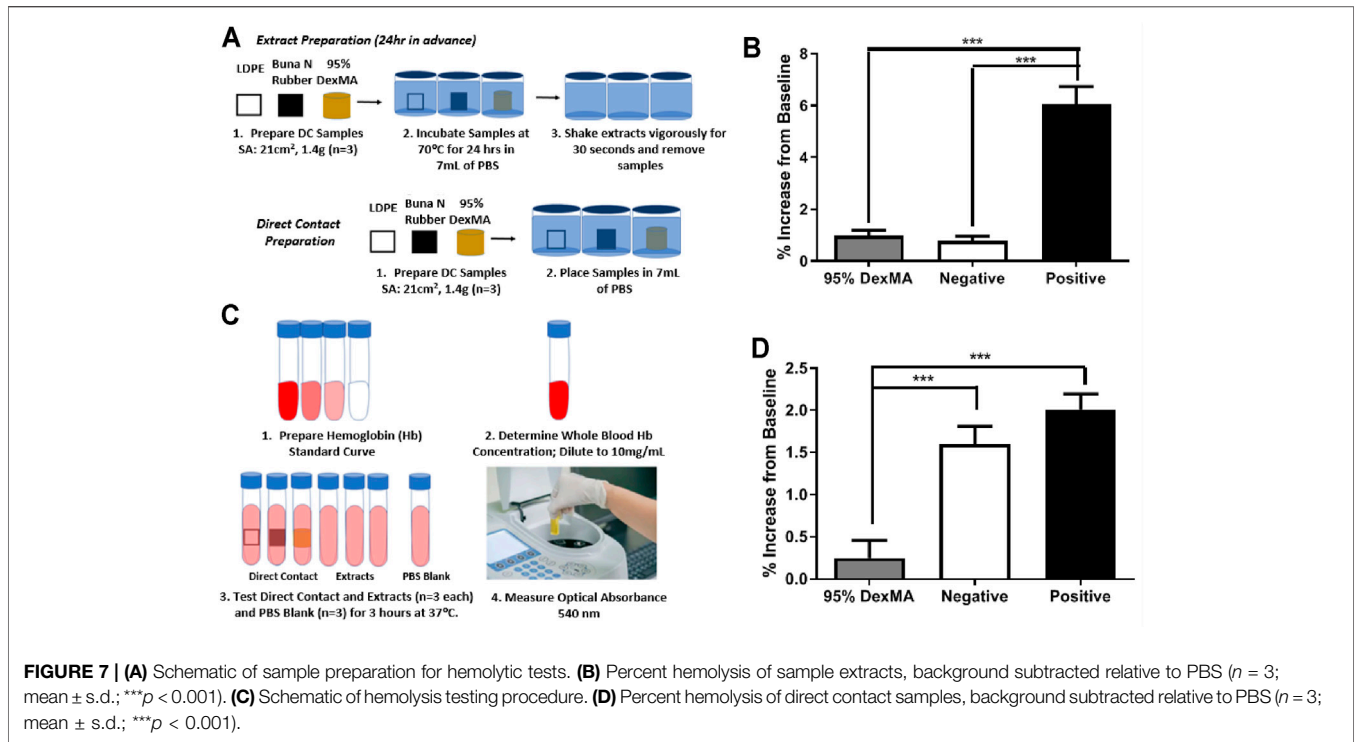 A
Extract Preparation (24hr in advance)
LDPE
Buna N
Rubber
95%
DexMA
1. Prepare DC Samples
SA: 21cm², 1.4g (n=3)
2. Incubate Samples at
70°C for 24 hrs in
7mL of PBS
3. Shake extracts vigorously for
30 seconds and remove
samples
Direct Contact
Preparation
LDPE
Buna N
Rubber
95%
DexMA
1. Prepare DC Samples
SA: 21cm², 1.4g (n=3)
2. Place Samples in 7mL
of PBS
B
% Increase from Baseline
8
6
4
2
0
***
***
95% DexMA
Negative
Positive
C
1. Prepare Hemoglobin (Hb)
Standard Curve
2. Determine Whole Blood Hb
Concentration; Dilute to 10mg/mL
Direct Contact
Extracts
PBS Blank
3. Test Direct Contact and Extracts (n=3 each)
and PBS Blank (n=3) for 3 hours at 37°C.
4. Measure Optical Absorbance
540 nm
D
% Increase from Baseline
2.5
2.0
1.5
1.0
0.5
0.0
***
***
95% DexMA
Negative
Positive
FIGURE 7 | (A) Schematic of sample preparation for hemolytic tests. (B) Percent hemolysis of sample extracts, background subtracted relative to PBS (n = 3;
mean ± s.d.; ***p < 0.001). (C) Schematic of hemolysis testing procedure. (D) Percent hemolysis of direct contact samples, background subtracted relative to PBS (n = 3;
mean ± s.d.; ***p < 0.001).